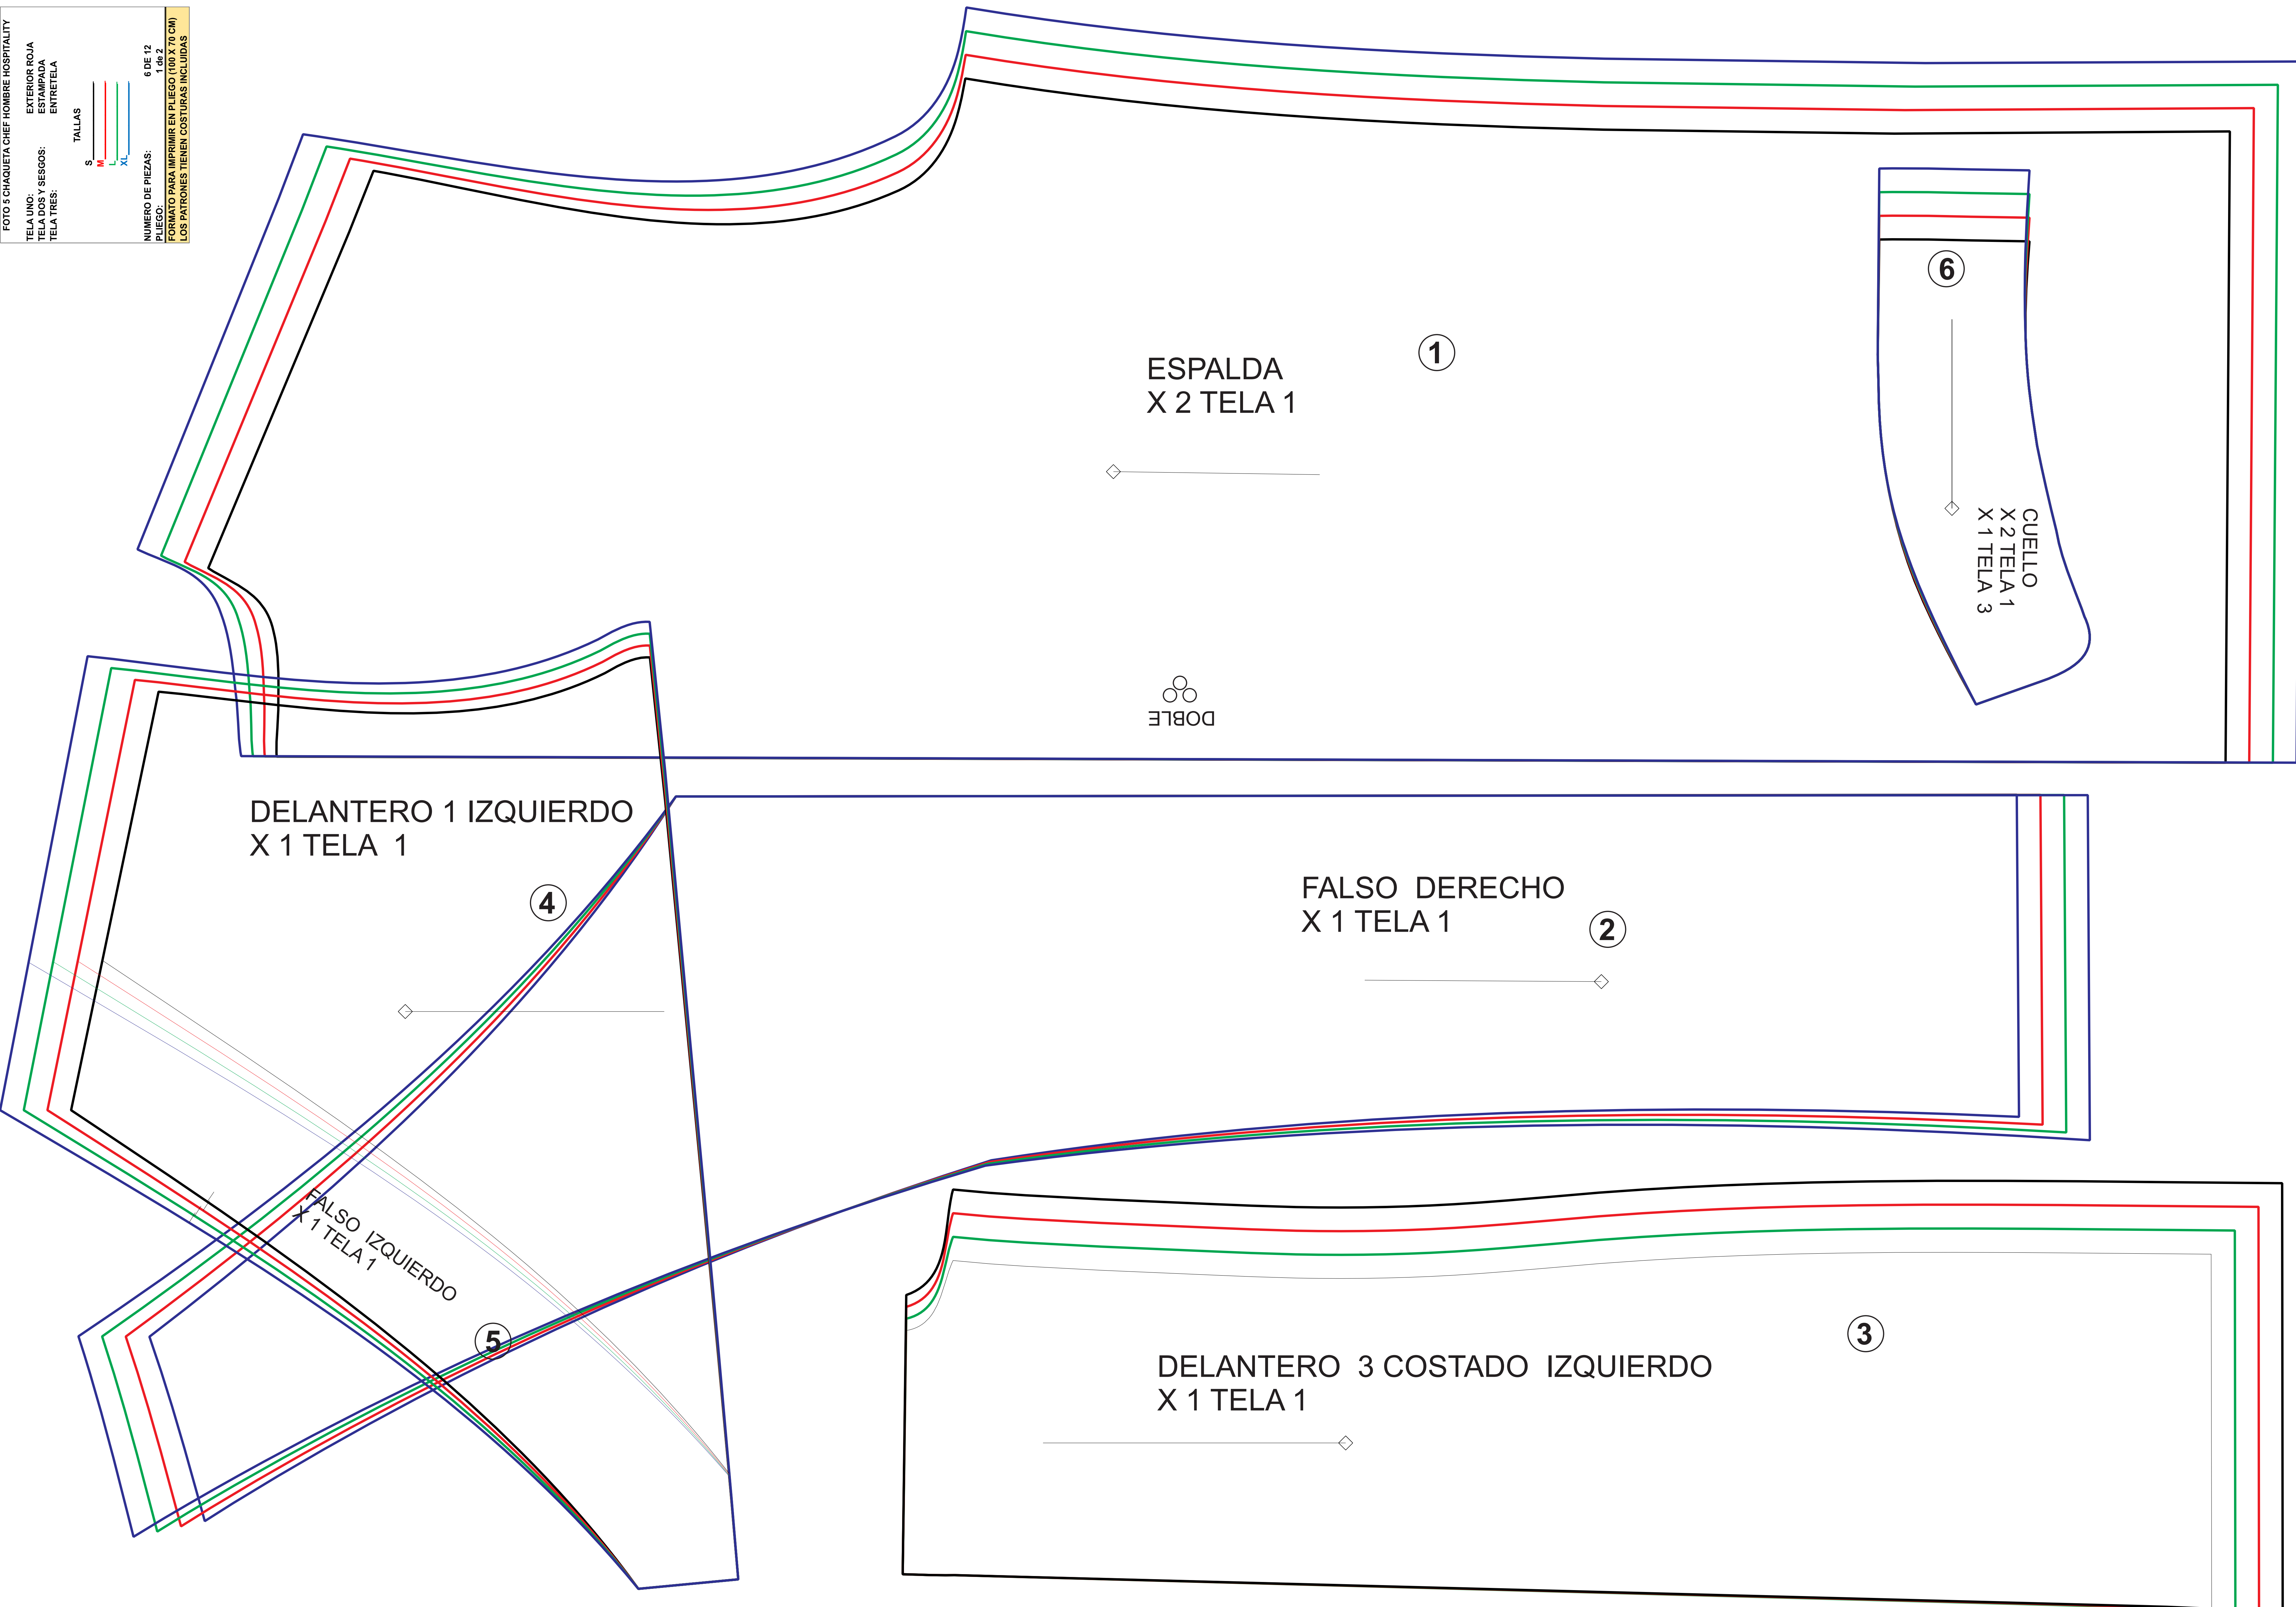 FOTO 5 CHAQUETA CHEF HOMBRE HOSPITALITY
TELA UNO: EXTERIOR ROJA
TELA DOS Y SESGOS: ESTAMPADA
TELA TRES: ENTRETELA
TALLAS
S
M
L
XL
NUMERO DE PIEZAS: 6 DE 12
PLIEGO: 1 de 2
FORMATO PARA IMPRIMIR EN PLIEGO (100 X 70 CM)
LOS PATRONES TIENEN COSTURAS INCLUIDAS
ESPALDA
X 2 TELA 1
1
6
CUELLO
X 2 TELA 1
X 1 TELA 3
DOBLE
DELANTERO 1 IZQUIERDO
X 1 TELA 1
4
FALSO DERECHO
X 1 TELA 1
2
FALSO IZQUIERDO
X 1 TELA 1
5
DELANTERO 3 COSTADO IZQUIERDO
X 1 TELA 1
3